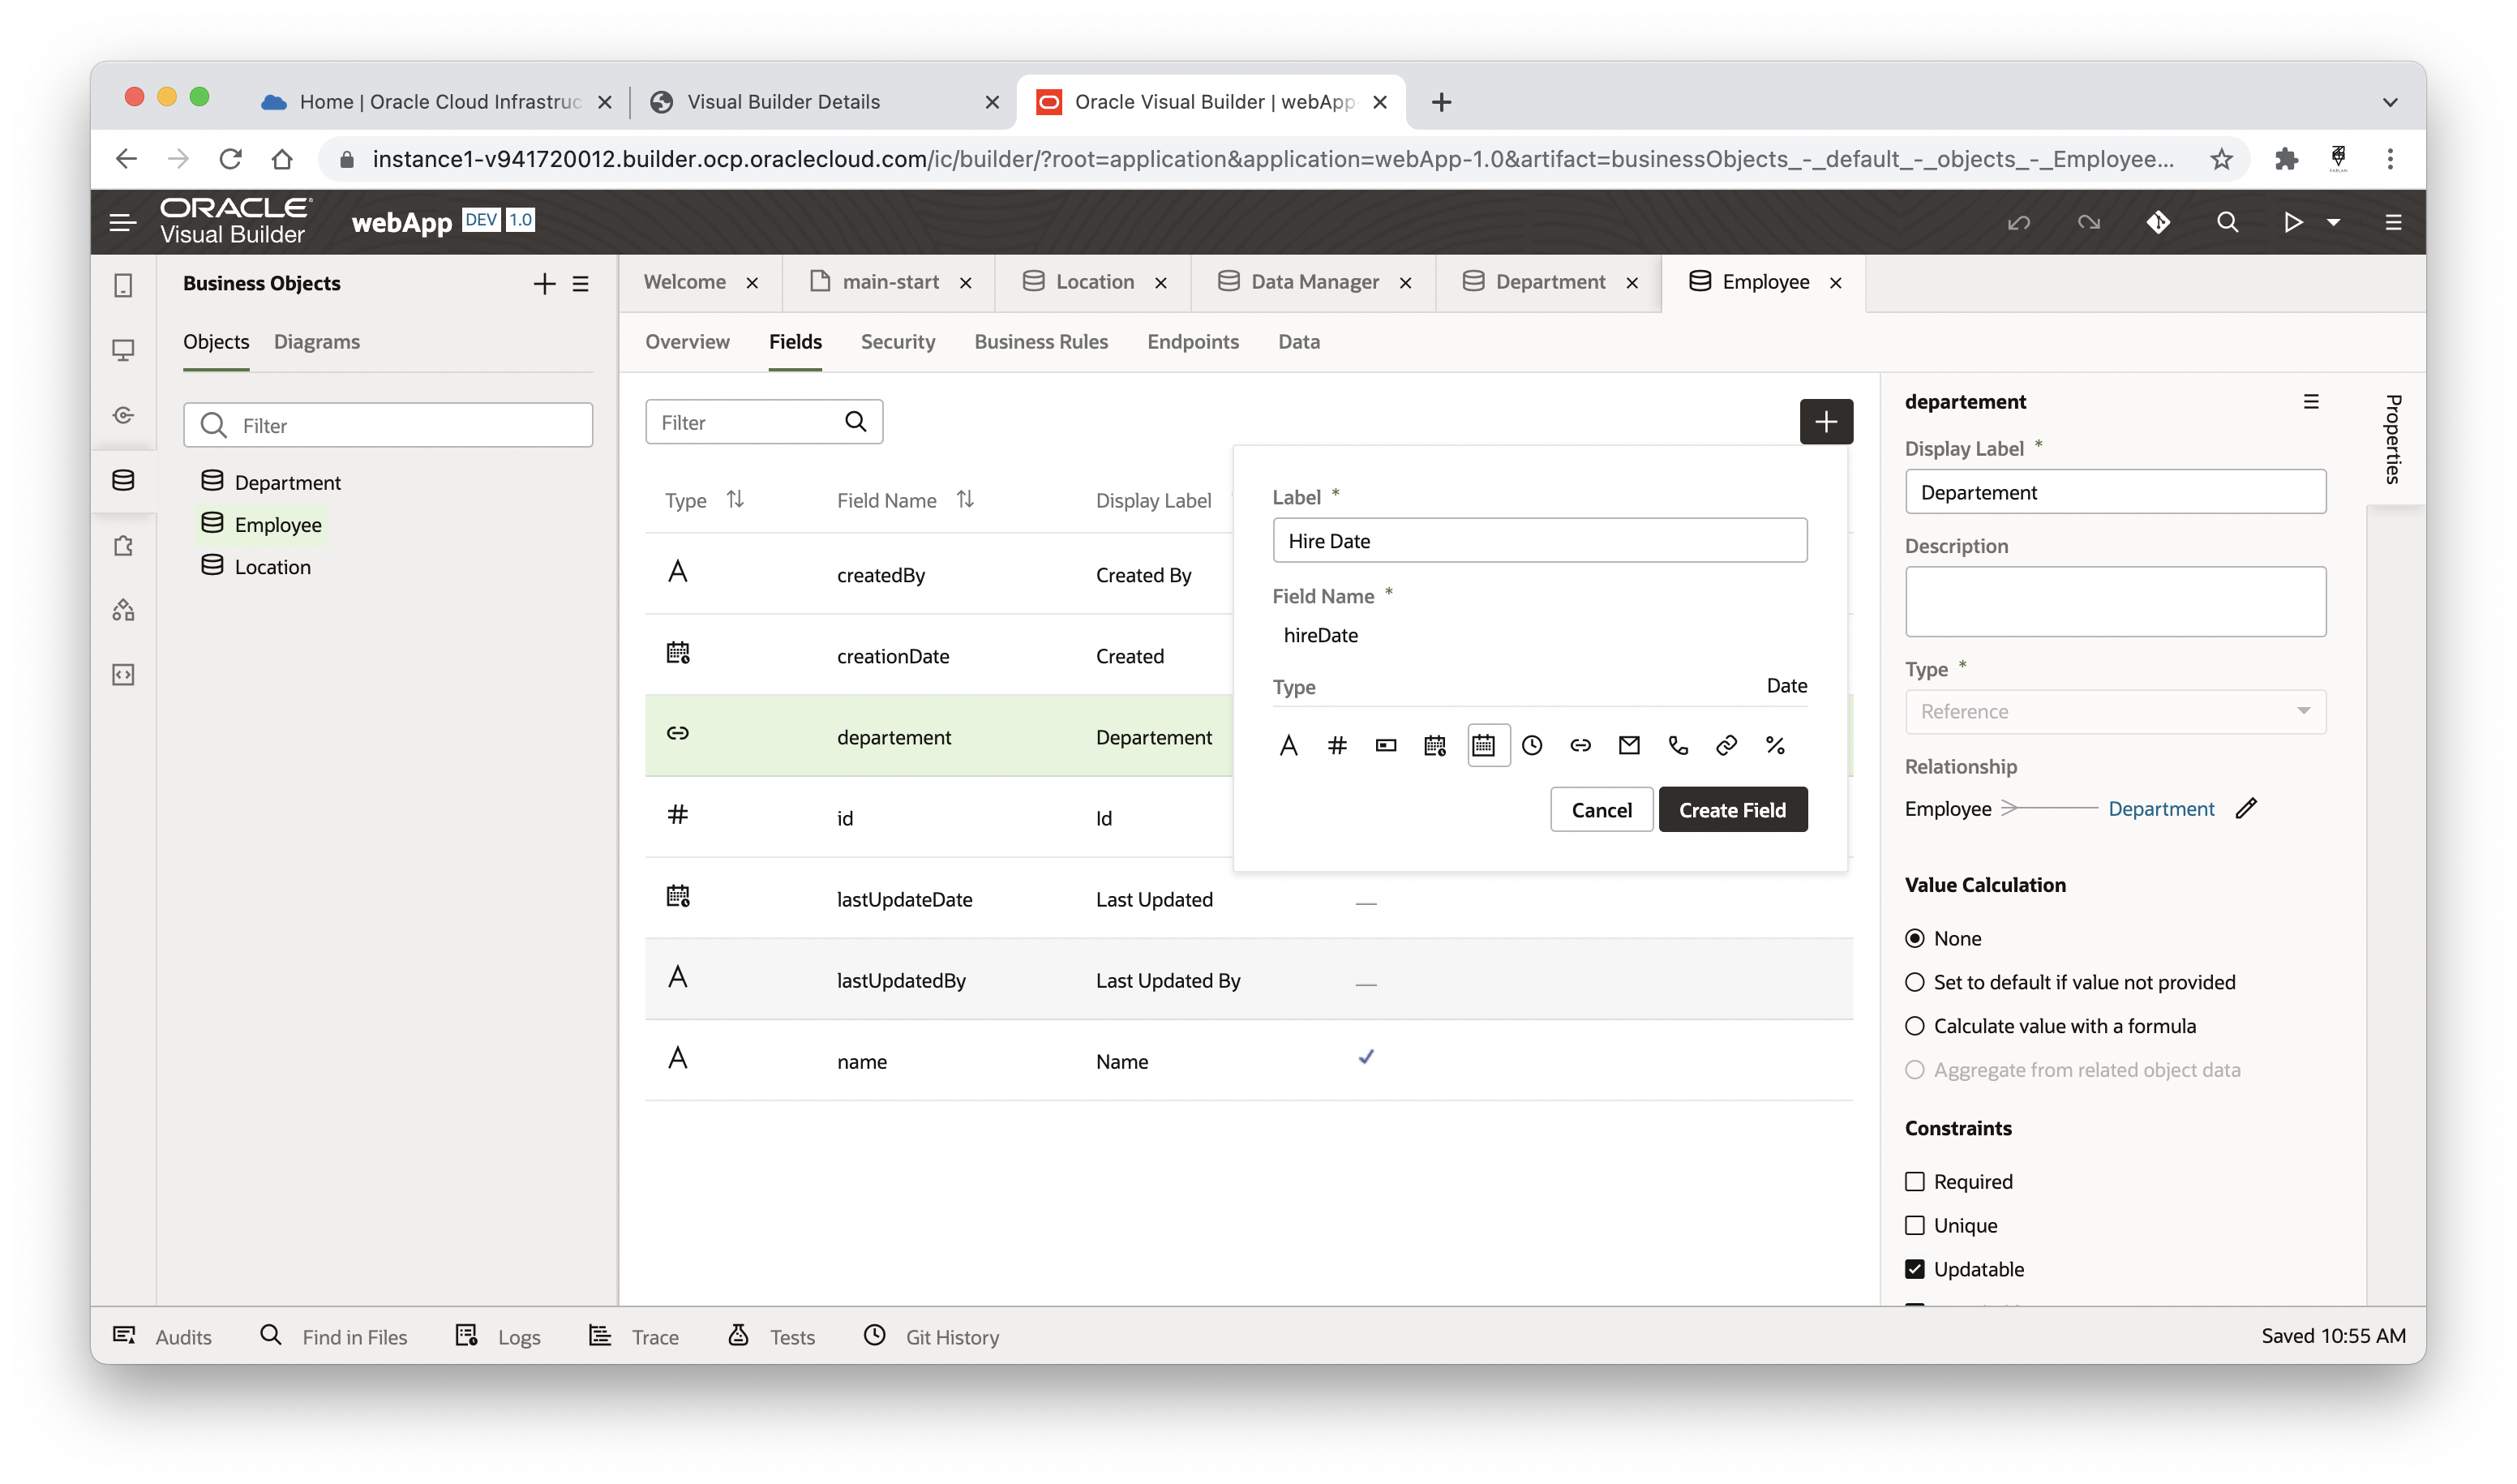 Home | Oracle Cloud Infrastruc
Visual Builder Details
Oracle Visual Builder | webApp
instance1-v941720012.builder.ocp.oraclecloud.com/ic/builder/?root=application&application=webApp-1.0&artifact=businessObjects_-_default_-_objects_-_Employee...
ORACLE
Visual Builder
webApp DEV 1.0
Business Objects
Objects Diagrams
Filter
Department
Employee
Location
Welcome
main-start
Location
Data Manager
Department
Employee
Overview Fields Security Business Rules Endpoints Data
Filter
Type Field Name Display Label
createdBy Created By
creationDate Created
departement Departement
id Id
lastUpdateDate Last Updated
lastUpdatedBy Last Updated By
name Name
Label *
Hire Date
Field Name *
hireDate
Type Date
Cancel Create Field
departement
Display Label *
Departement
Description
Type *
Reference
Relationship
Employee Department
Value Calculation
None
Set to default if value not provided
Calculate value with a formula
Aggregate from related object data
Constraints
Required
Unique
Updatable
Properties
Audits Find in Files Logs Trace Tests Git History
Saved 10:55 AM